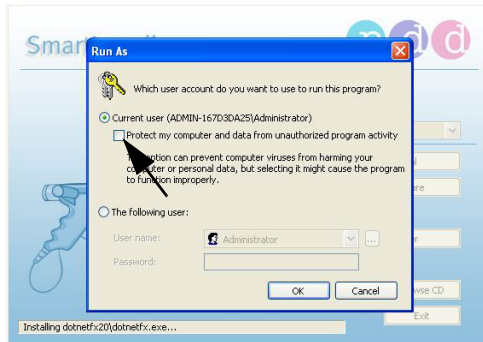 Smar
ndd
Run As
Which user account do you want to use to run this program?
Current user (ADMIN-167D3DA25\Administrator)
Protect my computer and data from unauthorized program activity
option can prevent computer viruses from harming your
computer or personal data, but selecting it might cause the program
to function improperly.
The following user:
User name:
Administrator
...
Password:
OK
Cancel
wse CD
Exit
Installing dotnetfx20\dotnetfx.exe...